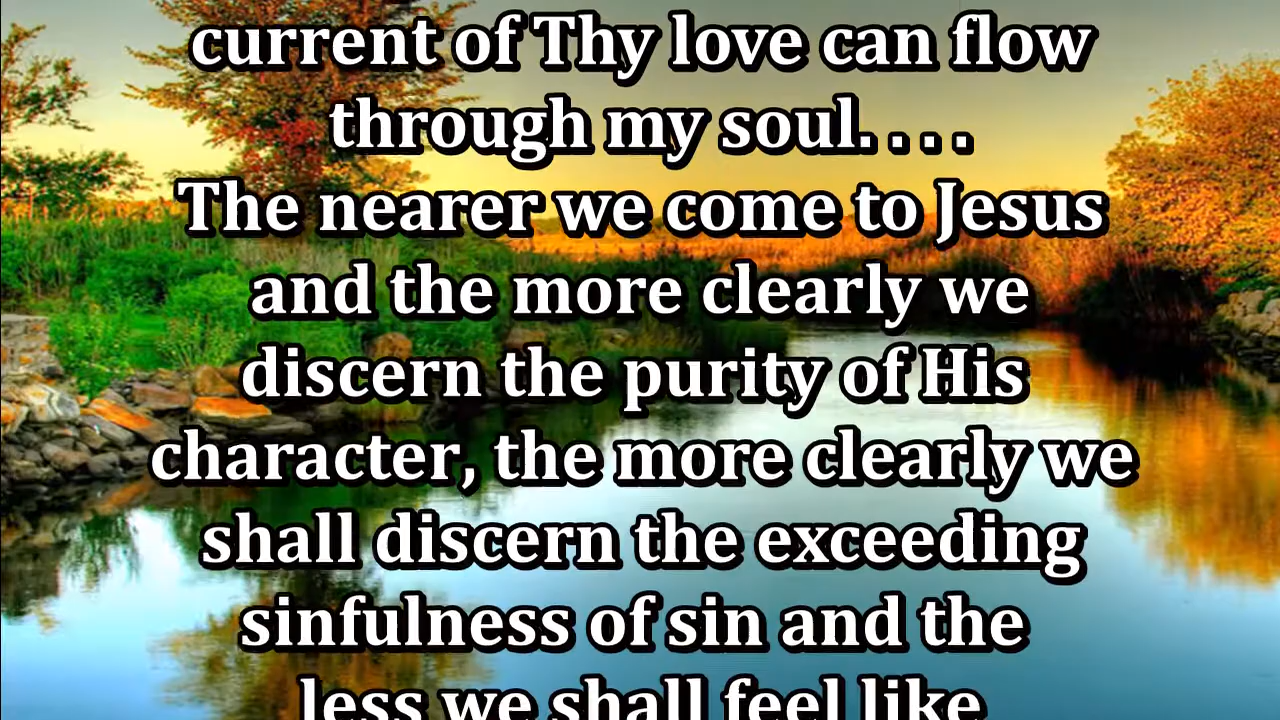 current of Thy love can flow
through my soul. . . .
The nearer we come to Jesus
and the more clearly we
discern the purity of His
character, the more clearly we
shall discern the exceeding
sinfulness of sin and the
less we shall feel like